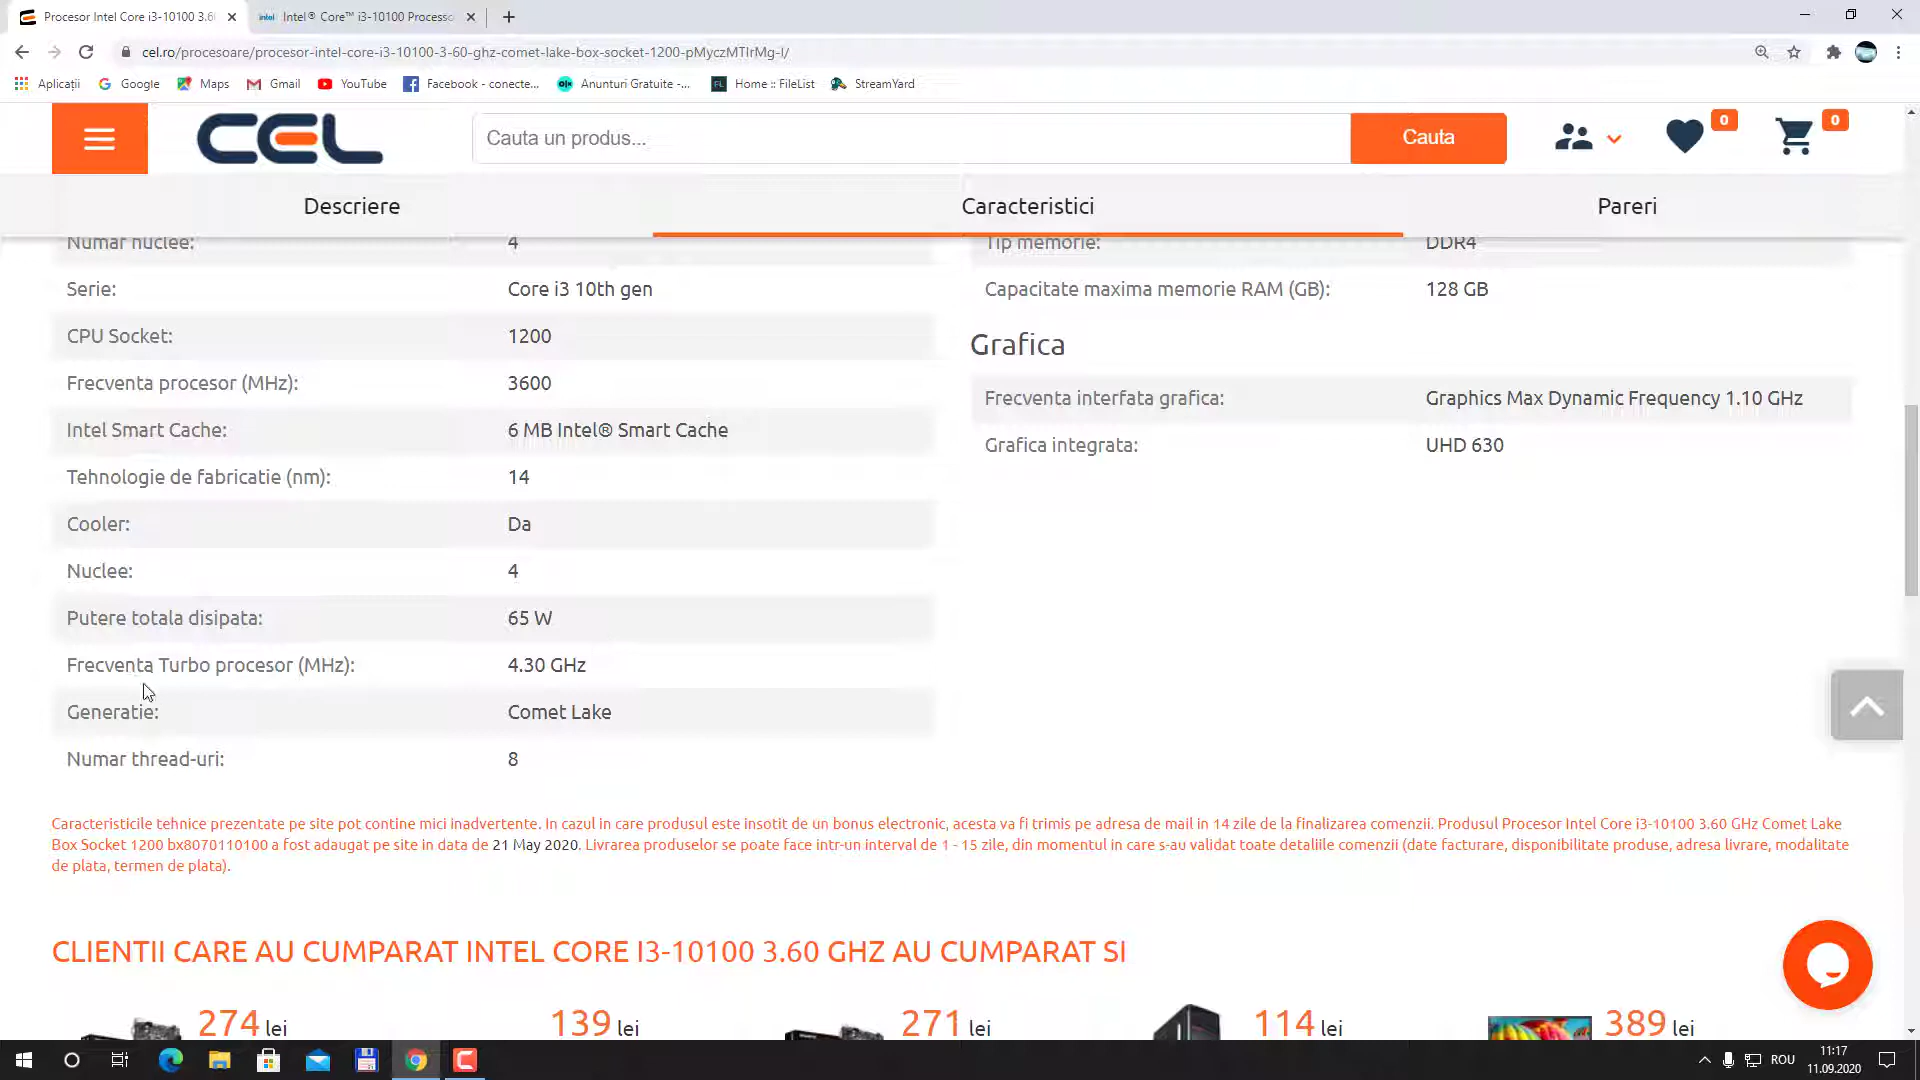 Procesor Intel Core i3-10100 3.6
Intel® Core™ i3-10100 Processo
cel.ro/procesoare/procesor-intel-core-i3-10100-3-60-ghz-comet-lake-box-socket-1200-pMyczMTIrMg-l/
Aplicații
Google
Maps
Gmail
YouTube
Facebook - conecte...
Anunturi Gratuite -...
Home :: FileList
StreamYard
CEL
Cauta un produs...
Cauta
0
0
Descriere
Caracteristici
Pareri
Numar nuclee: 4
Tip memorie: DDR4
Serie: Core i3 10th gen
Capacitate maxima memorie RAM (GB): 128 GB
CPU Socket: 1200
Grafica
Frecventa procesor (MHz): 3600
Frecventa interfata grafica: Graphics Max Dynamic Frequency 1.10 GHz
Intel Smart Cache: 6 MB Intel® Smart Cache
Grafica integrata: UHD 630
Tehnologie de fabricatie (nm): 14
Cooler: Da
Nuclee: 4
Putere totala disipata: 65 W
Frecventa Turbo procesor (MHz): 4.30 GHz
Generatie: Comet Lake
Numar thread-uri: 8
Caracteristicile tehnice prezentate pe site pot contine mici inadvertente. In cazul in care produsul este insotit de un bonus electronic, acesta va fi trimis pe adresa de mail in 14 zile de la finalizarea comenzii. Produsul Procesor Intel Core i3-10100 3.60 GHz Comet Lake
Box Socket 1200 bx8070110100 a fost adaugat pe site in data de 21 May 2020. Livrarea produselor se poate face intr-un interval de 1 - 15 zile, din momentul in care s-au validat toate detaliile comenzii (date facturare, disponibilitate produse, adresa livrare, modalitate
de plata, termen de plata).
CLIENTII CARE AU CUMPARAT INTEL CORE I3-10100 3.60 GHZ AU CUMPARAT SI
274 lei
139 lei
271 lei
114 lei
389 lei
ROU
11:17
11.09.2020